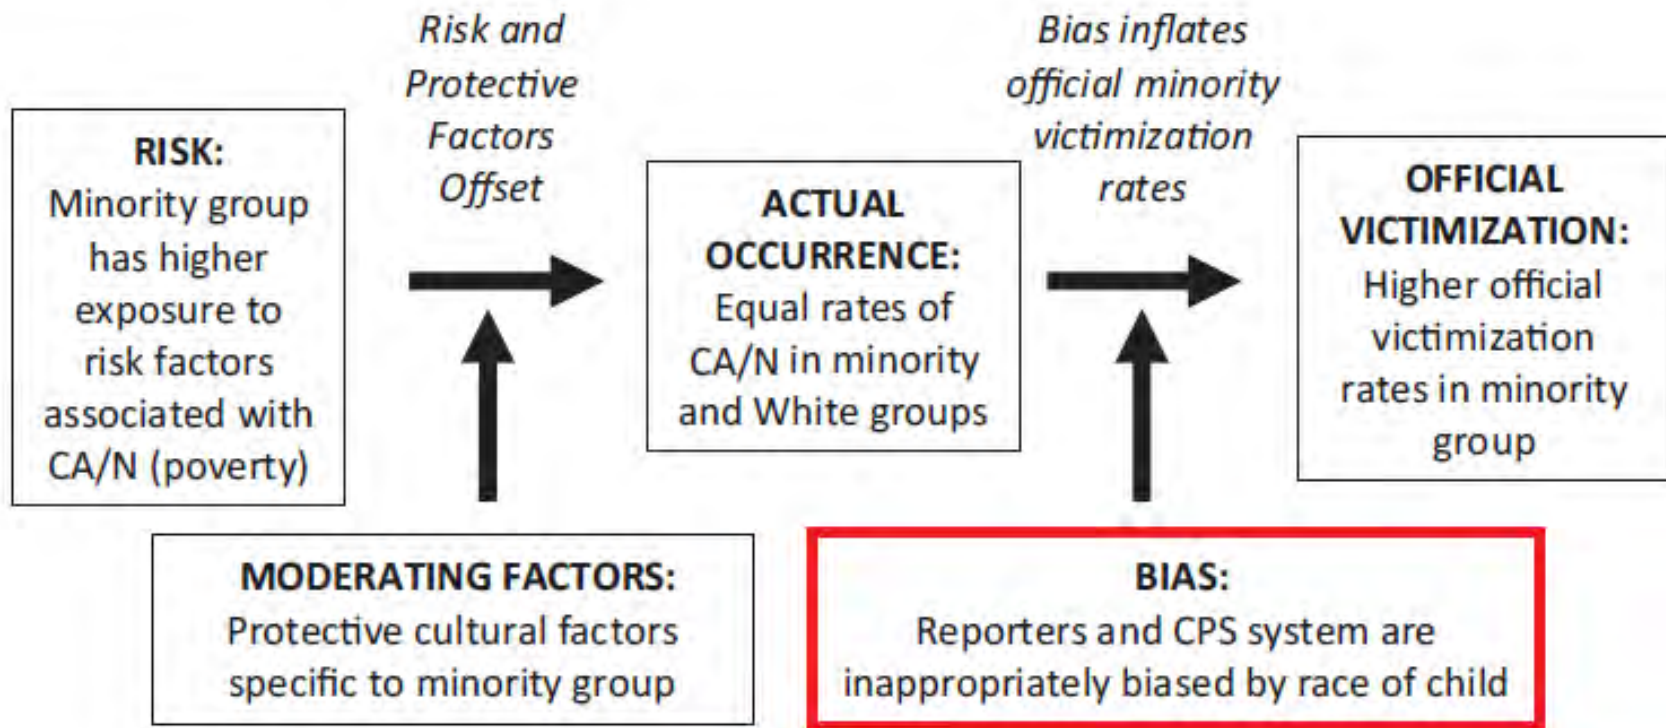 Risk and
Protective
Factors
Offset
Bias inflates
official minority
victimization
rates
RISK:
Minority group
has higher
exposure to
risk factors
associated with
CA/N (poverty)
ACTUAL
OCCURRENCE:
Equal rates of
CA/N in minority
and White groups
OFFICIAL
VICTIMIZATION:
Higher official
victimization
rates in minority
group
MODERATING FACTORS:
Protective cultural factors
specific to minority group
BIAS:
Reporters and CPS system are
inappropriately biased by race of child